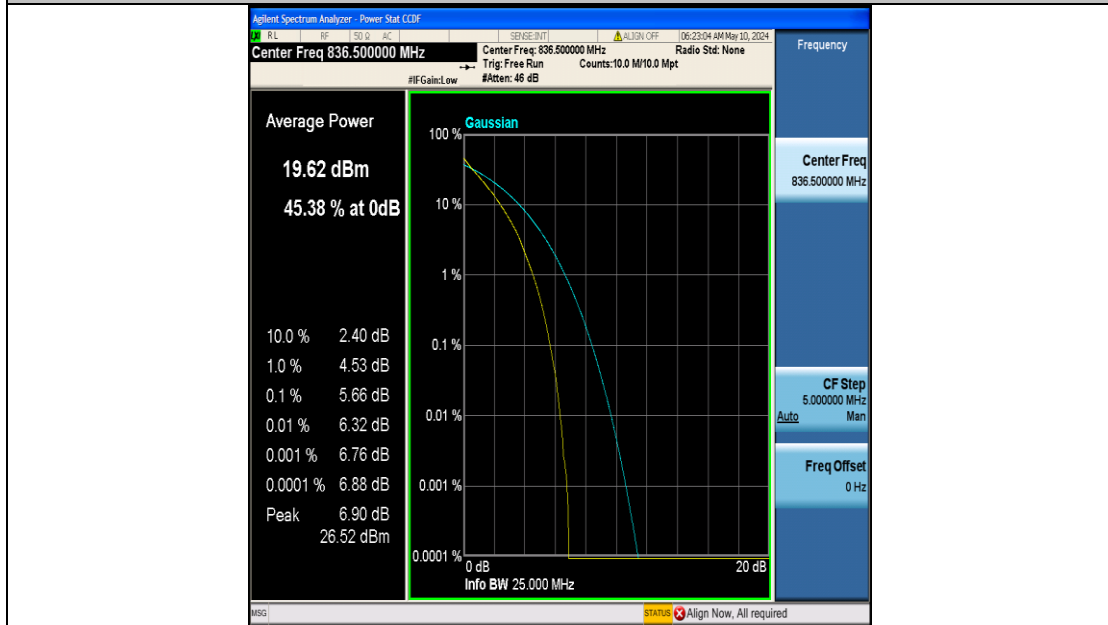 Agilent Spectrum Analyzer - Power Stat CCDF
RL RF 50 Ω AC SENSE:INT ALIGN OFF 06:23:04 AM May 10, 2024
Center Freq 836.500000 MHz
Center Freq: 836.500000 MHz Radio Std: None
Trig: Free Run Counts:10.0 M/10.0 Mpt
#IFGain:Low #Atten: 46 dB
Frequency
Average Power
19.62 dBm
45.38 % at 0dB
10.0 % 2.40 dB
1.0 % 4.53 dB
0.1 % 5.66 dB
0.01 % 6.32 dB
0.001 % 6.76 dB
0.0001 % 6.88 dB
Peak 6.90 dB
26.52 dBm
Gaussian
100 %
10 %
1 %
0.1 %
0.01 %
0.001 %
0.0001 %
0 dB 20 dB
Info BW 25.000 MHz
Center Freq
836.500000 MHz
CF Step
5.000000 MHz
Auto Man
Freq Offset
0 Hz
MSG STATUS Align Now, All required